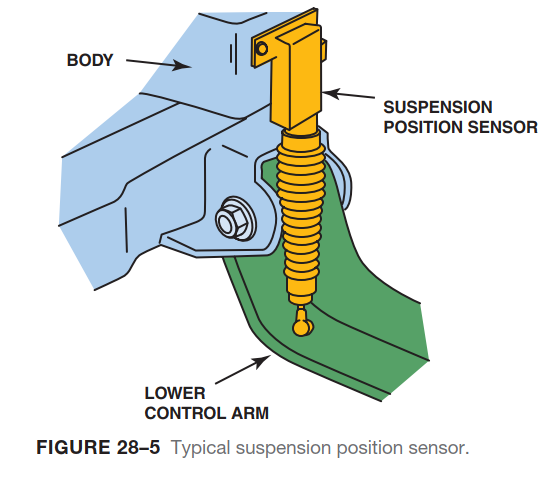 BODY
SUSPENSION
POSITION SENSOR
LOWER
CONTROL ARM
FIGURE 28–5 Typical suspension position sensor.